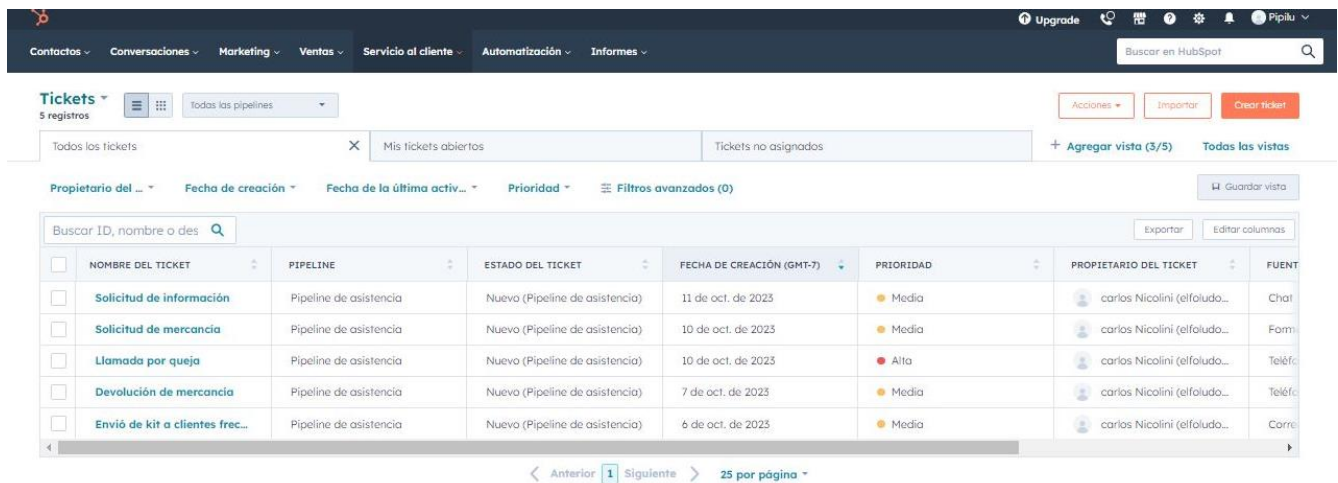 Upgrade Pipilu
Contactos Conversaciones Marketing Ventas Servicio al cliente Automatización Informes Buscar en HubSpot
Tickets Todas las pipelines Acciones Importar Crear ticket
5 registros
Todos los tickets Mis tickets abiertos Tickets no asignados + Agregar vista (3/5) Todas las vistas
Propietario del ... Fecha de creación Fecha de la última activ... Prioridad Filtros avanzados (0) Guardar vista
Buscar ID, nombre o des Exportar Editar columnas
NOMBRE DEL TICKET PIPELINE ESTADO DEL TICKET FECHA DE CREACIÓN (GMT-7) PRIORIDAD PROPIETARIO DEL TICKET FUENT
Solicitud de información Pipeline de asistencia Nuevo (Pipeline de asistencia) 11 de oct. de 2023 Media carlos Nicolini (elfoludo... Chat
Solicitud de mercancia Pipeline de asistencia Nuevo (Pipeline de asistencia) 10 de oct. de 2023 Media carlos Nicolini (elfoludo... Form
Llamada por queja Pipeline de asistencia Nuevo (Pipeline de asistencia) 10 de oct. de 2023 Alta carlos Nicolini (elfoludo... Teléfo
Devolución de mercancia Pipeline de asistencia Nuevo (Pipeline de asistencia) 7 de oct. de 2023 Media carlos Nicolini (elfoludo... Teléfo
Envió de kit a clientes frec... Pipeline de asistencia Nuevo (Pipeline de asistencia) 6 de oct. de 2023 Media carlos Nicolini (elfoludo... Corre
Anterior 1 Siguiente 25 por página